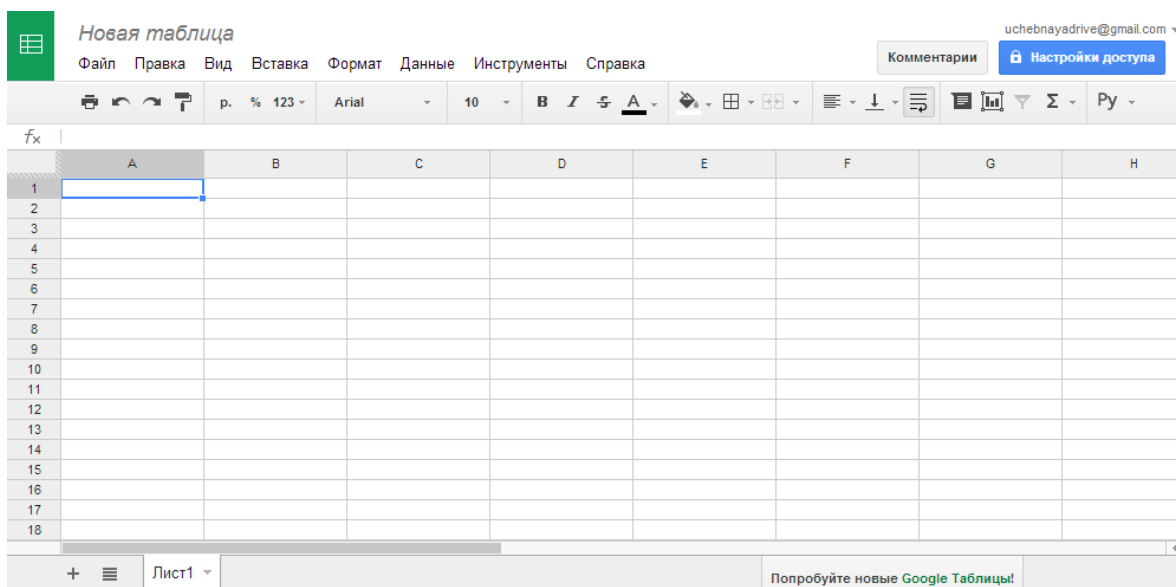 Новая таблица
uchebnayadrive@gmail.com
Файл Правка Вид Вставка Формат Данные Инструменты Справка
Комментарии
Настройки доступа
р. % 123 Arial 10 B I S A Σ Ру
fx
A B C D E F G H
1
2
3
4
5
6
7
8
9
10
11
12
13
14
15
16
17
18
+ Лист1
Попробуйте новые Google Таблицы!